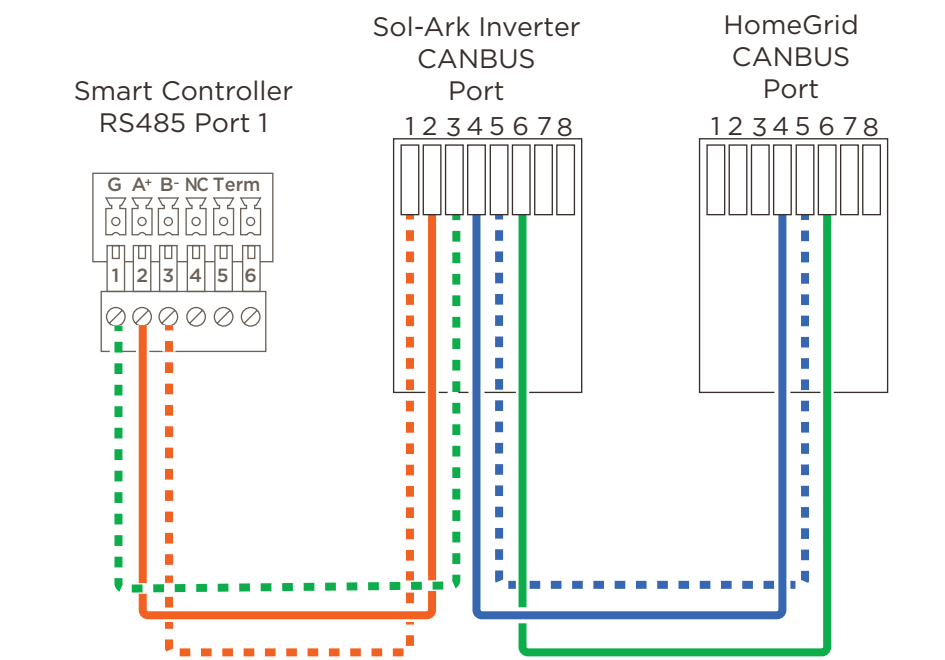 Smart Controller
RS485 Port 1
G A+ B- NC Term
1 2 3 4 5 6
Sol-Ark Inverter
CANBUS
Port
1 2 3 4 5 6 7 8
HomeGrid
CANBUS
Port
1 2 3 4 5 6 7 8